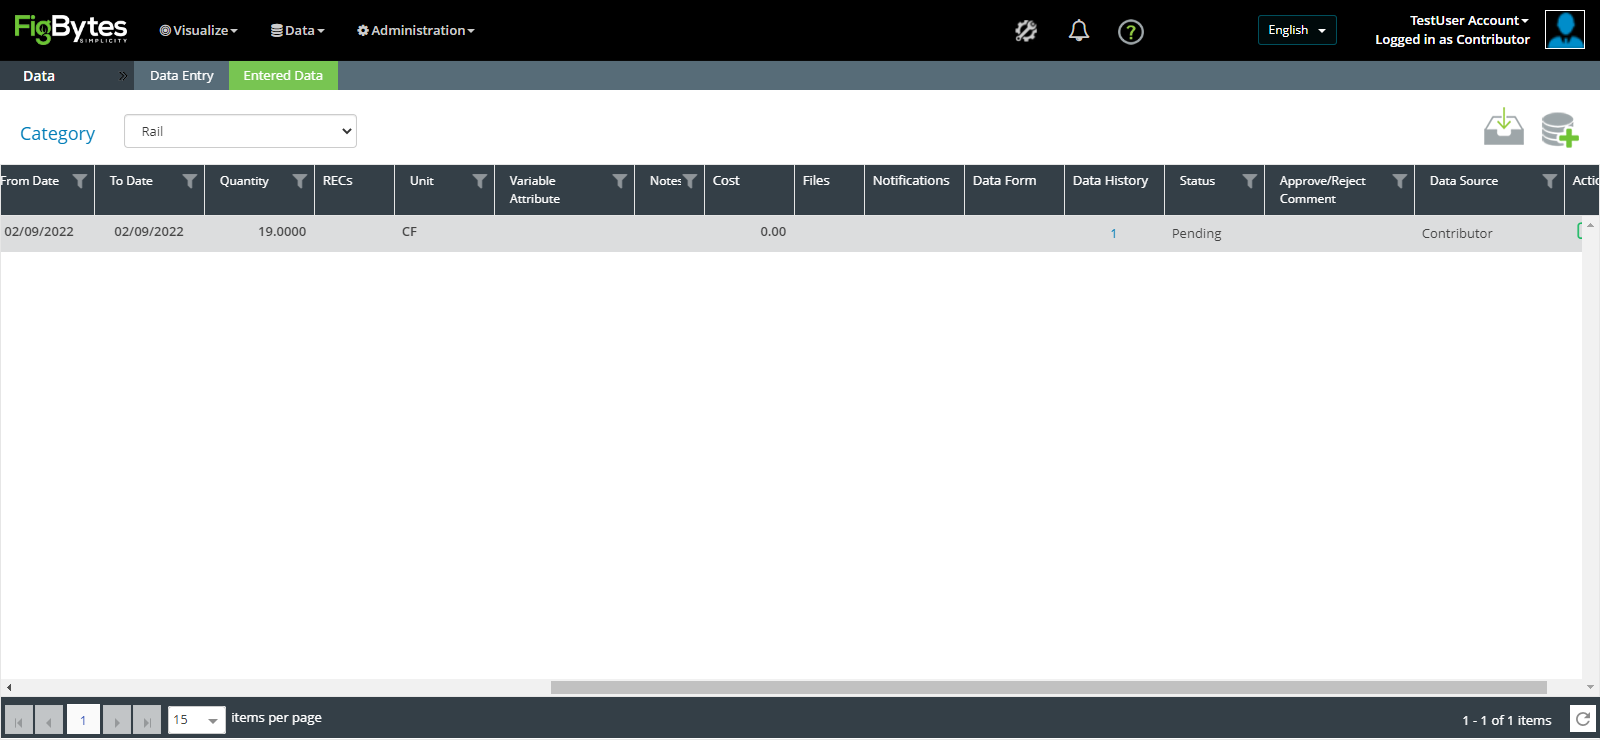 FigBytes
SIMPLICITY
Visualize
Data
Administration
?
English
TestUser Account
Logged in as Contributor
Data
Data Entry
Entered Data
Category
Rail
From Date
To Date
Quantity
RECs
Unit
Variable
Attribute
Notes
Cost
Files
Notifications
Data Form
Data History
Status
Approve/Reject
Comment
Data Source
Actic
02/09/2022
02/09/2022
19.0000
CF
0.00
1
Pending
Contributor
1
15
items per page
1 - 1 of 1 items